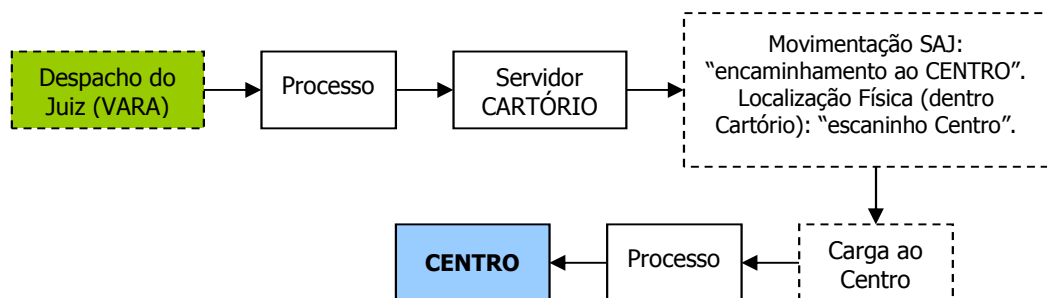 Despacho do
Juiz (VARA)
Processo
Servidor
CARTÓRIO
Movimentação SAJ:
“encaminhamento ao CENTRO”.
Localização Física (dentro
Cartório): “escaninho Centro”.
CENTRO
Processo
Carga ao
Centro